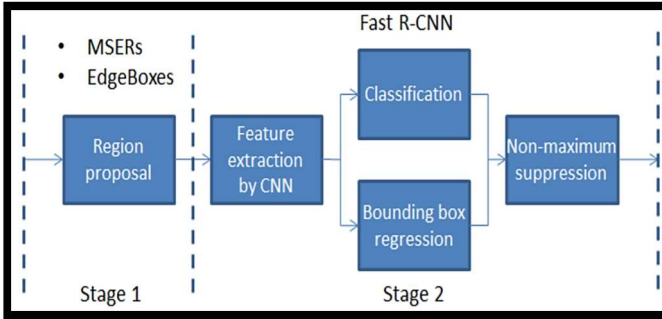 Fast R-CNN
• MSERs
• EdgeBoxes
Region
proposal
Feature
extraction
by CNN
Classification
Bounding box
regression
Non-maximum
suppression
Stage 1
Stage 2